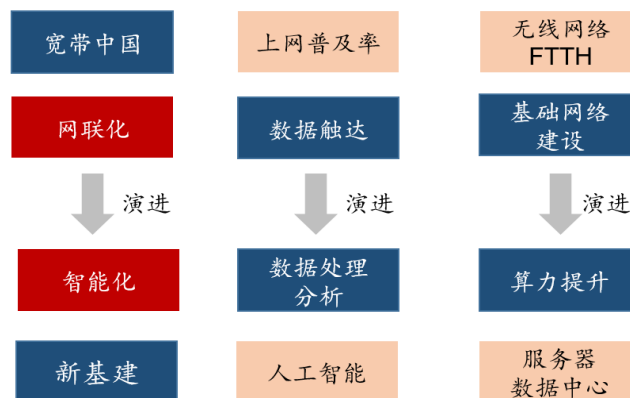 宽带中国
上网普及率
无线网络
FTTH
网联化
数据触达
基础网络
建设
演进
演进
演进
智能化
数据处理
分析
算力提升
新基建
人工智能
服务器
数据中心